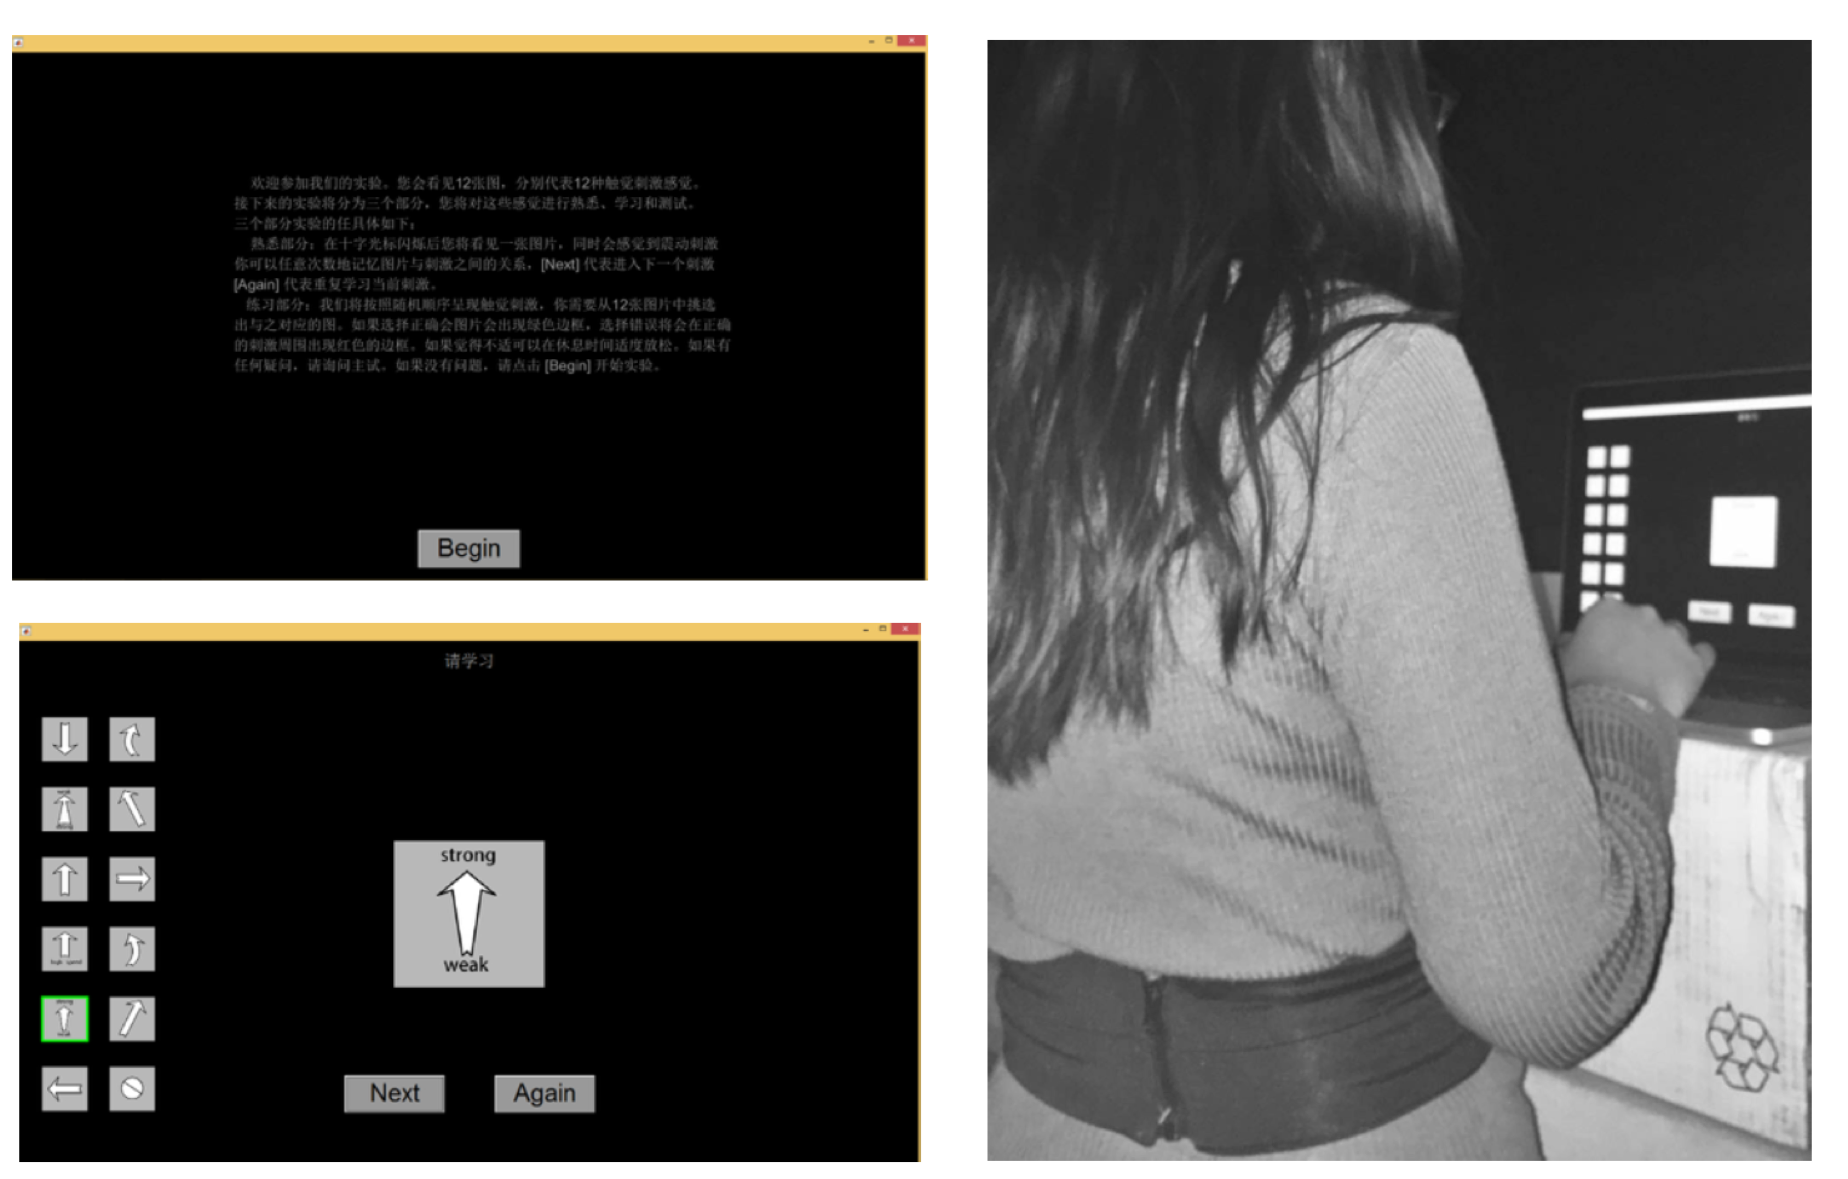 欢迎参加我们的实验。您会看见12张图，分别代表12种触觉刺激感觉。
接下来的实验将分为三个部分，您将对这些感觉进行熟悉、学习和测试。
三个部分实验的任具体如下：
熟悉部分：在十字光标闪烁后您将看见一张图片，同时会感觉到震动刺激
你可以任意次数地记忆图片与刺激之间的关系，[Next] 代表进入下一个刺激
[Again] 代表重复学习当前刺激。
练习部分：我们将按照随机顺序呈现触觉刺激，你需要从12张图片中挑选
出与之对应的图。如果选择正确会图片会出现绿色边框，选择错误将会在正确
的刺激周围出现红色的边框。如果觉得不适可以在休息时间适度放松。如果有
任何疑问，请询问主试。如果没有问题，请点击 [Begin] 开始实验。
Begin
请学习
weak
strong
high speed
strong
weak
strong
weak
Next
Again